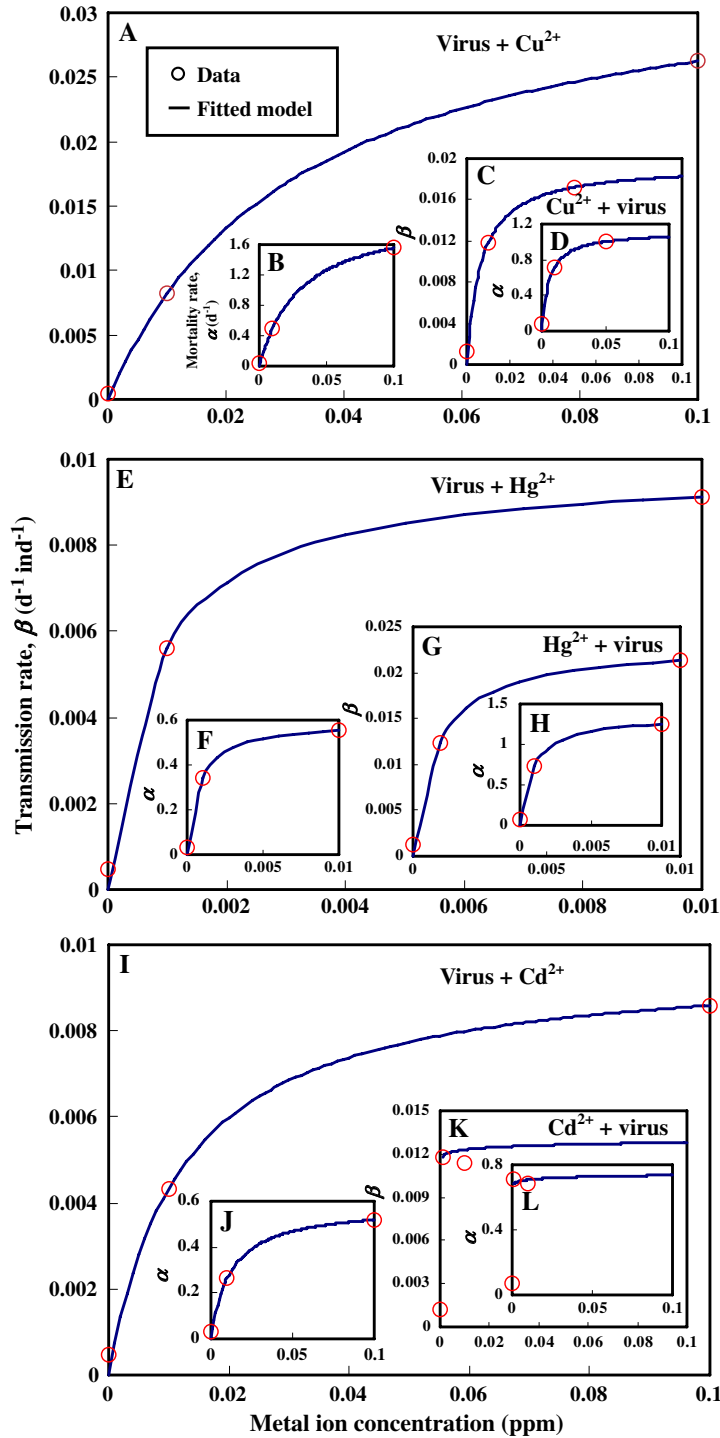 A
Virus + Cu²⁺
Data
Fitted model
0.03
0.025
0.02
0.015
0.01
0.005
0
0 0.02 0.04 0.06 0.08 0.1
B
Mortality rate,
α (d⁻¹)
1.6
1.2
0.8
0.4
0
0 0.05 0.1
C
Cu²⁺ + virus
β
0.02
0.016
0.012
0.008
0.004
0
0 0.02 0.04 0.06 0.08 0.1
D
α
1.2
0.8
0.4
0
0 0.05 0.1
Transmission rate, β (d⁻¹ ind⁻¹)
E
Virus + Hg²⁺
0.01
0.008
0.006
0.004
0.002
0
0 0.002 0.004 0.006 0.008 0.01
F
α
0.6
0.4
0.2
0
0 0.005 0.01
G
Hg²⁺ + virus
β
0.025
0.02
0.015
0.01
0.005
0
0 0.005 0.01
H
α
1.5
1
0.5
0
0 0.005 0.01
I
Virus + Cd²⁺
0.01
0.008
0.006
0.004
0.002
0
0 0.02 0.04 0.06 0.08 0.1
J
α
0.6
0.4
0.2
0
0 0.05 0.1
K
Cd²⁺ + virus
β
0.015
0.012
0.009
0.006
0.003
0
0 0.02 0.04 0.06 0.08 0.1
L
α
0.8
0.4
0
0 0.05 0.1
Metal ion concentration (ppm)